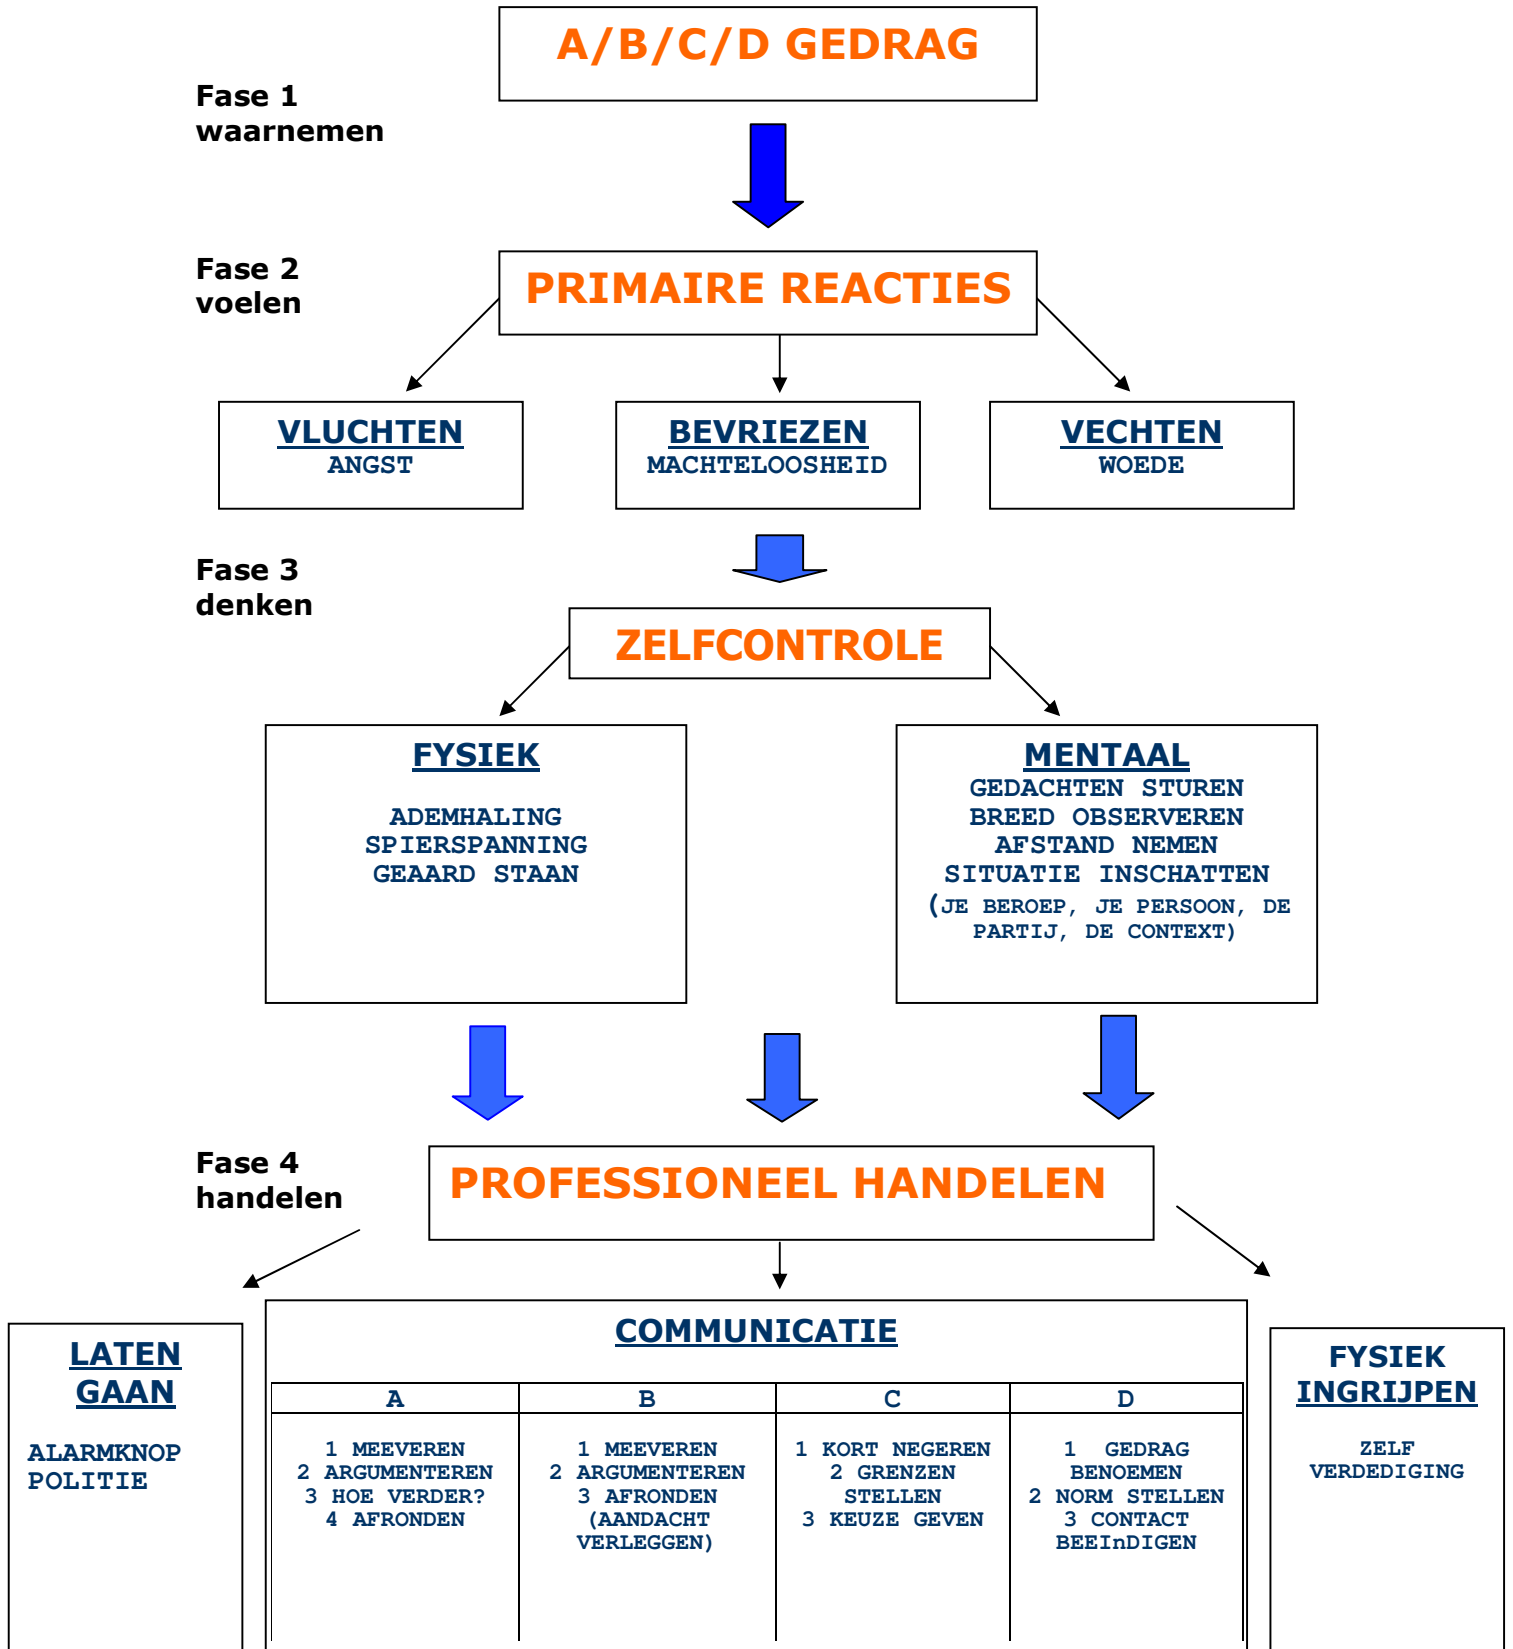 A/B/C/D GEDRAG
Fase 1
waarnemen
Fase 2
voelen
PRIMAIRE REACTIES
VLUCHTEN
ANGST
BEVRIEZEN
MACHTELOOSHEID
VECHTEN
WOEDE
Fase 3
denken
ZELFCONTROLE
FYSIEK
ADEMHALING
SPIERSPANNING
GEAARD STAAN
MENTAAL
GEDACHTEN STUREN
BREED OBSERVEREN
AFSTAND NEMEN
SITUATIE INSCHATTEN
(JE BEROEP, JE PERSOON, DE
PARTIJ, DE CONTEXT)
Fase 4
handelen
PROFESSIONEEL HANDELEN
LATEN
GAAN
ALARMKNOP
POLITIE
COMMUNICATIE
A
1 MEEVEREN
2 ARGUMENTEREN
3 HOE VERDER?
4 AFRONDEN
B
1 MEEVEREN
2 ARGUMENTEREN
3 AFRONDEN
(AANDACHT
VERLEGGEN)
C
1 KORT NEGEREN
2 GRENZEN
STELLEN
3 KEUZE GEVEN
D
1 GEDRAG
BENOEMEN
2 NORM STELLEN
3 CONTACT
BEEInDIGEN
FYSIEK
INGRIJPEN
ZELF
VERDEDIGING